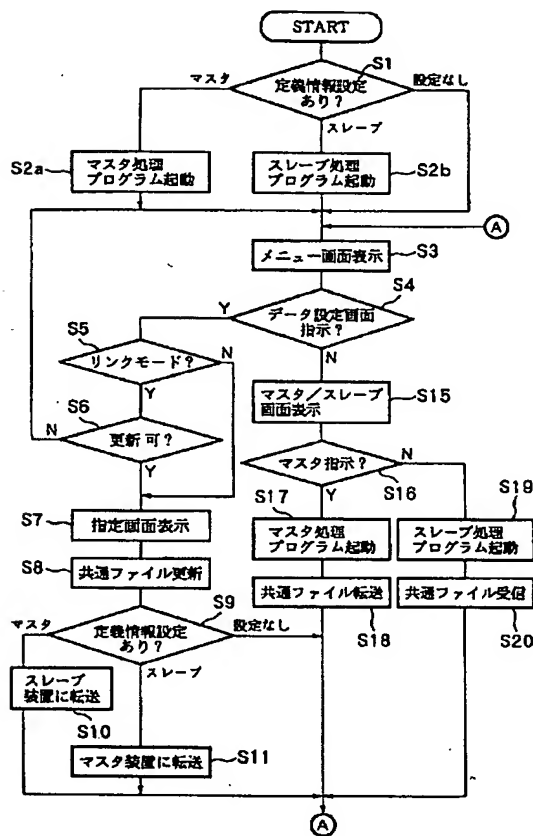 START
S1
定義情報設定
あり？
マスタ
設定なし
スレーブ
S2a
マスタ処理
プログラム起動
スレーブ処理
プログラム起動
S2b
A
メニュー画面表示
S3
S4
データ設定画面
指示？
Y
N
S5
リンクモード？
N
Y
マスタ／スレーブ
画面表示
S15
S6
更新 可？
N
Y
マスタ指示？
S16
N
Y
S17
S19
S7
指定画面表示
マスタ処理
プログラム起動
スレーブ処理
プログラム起動
S8
共通ファイル更新
共通ファイル転送
S18
共通ファイル受信
S20
S9
定義情報設定
あり？
マスタ
設定なし
スレーブ
スレーブ
装置に転送
S10
マスタ装置に転送
S11
A